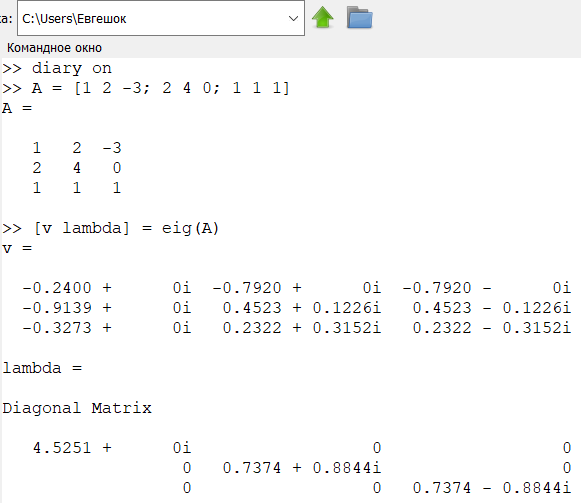 ка: C:\Users\Евгешок
Командное окно
>> diary on
>> A = [1 2 -3; 2 4 0; 1 1 1]
A =
1 2 -3
2 4 0
1 1 1
>> [v lambda] = eig(A)
v =
-0.2400 + 0i -0.7920 + 0i -0.7920 - 0i
-0.9139 + 0i 0.4523 + 0.1226i 0.4523 - 0.1226i
-0.3273 + 0i 0.2322 + 0.3152i 0.2322 - 0.3152i
lambda =
Diagonal Matrix
4.5251 + 0i 0 0
0 0.7374 + 0.8844i 0
0 0 0.7374 - 0.8844i